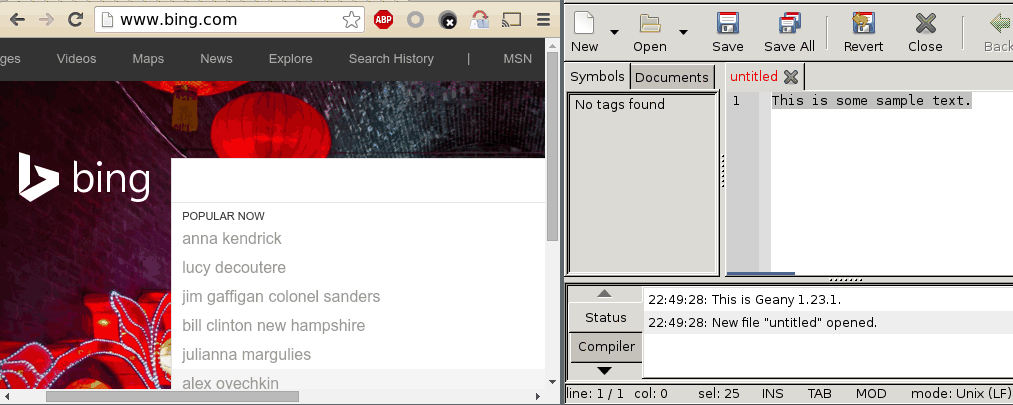 www.bing.com
ABP
ges Videos Maps News Explore Search History | MSN
bing
POPULAR NOW
anna kendrick
lucy decoutere
jim gaffigan colonel sanders
bill clinton new hampshire
julianna margulies
alex ovechkin
New Open Save Save All Revert Close Back
Symbols Documents untitled
No tags found
1 This is some sample text.
Status
Compiler
22:49:28: This is Geany 1.23.1.
22:49:28: New file "untitled" opened.
line: 1 / 1 col: 0 sel: 25 INS TAB MOD mode: Unix (LF)